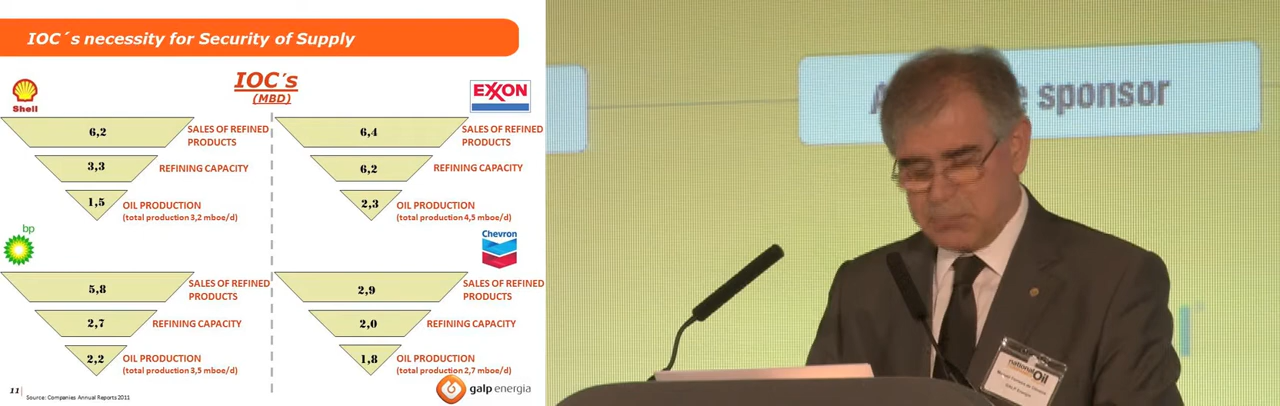 IOC´s necessity for Security of Supply
IOC´s
(MBD)
Shell
EXXON
6,2
SALES OF REFINED
PRODUCTS
3,3
REFINING CAPACITY
1,5
OIL PRODUCTION
(total production 3,2 mboe/d)
6,4
SALES OF REFINED
PRODUCTS
6,2
REFINING CAPACITY
2,3
OIL PRODUCTION
(total production 4,5 mboe/d)
bp
Chevron
5,8
SALES OF REFINED
PRODUCTS
2,7
REFINING CAPACITY
2,2
OIL PRODUCTION
(total production 3,5 mboe/d)
2,9
SALES OF REFINED
PRODUCTS
2,0
REFINING CAPACITY
1,8
OIL PRODUCTION
(total production 2,7 mboe/d)
11
Source: Companies Annual Reports 2011
galp energia
sponsor
national
Oil